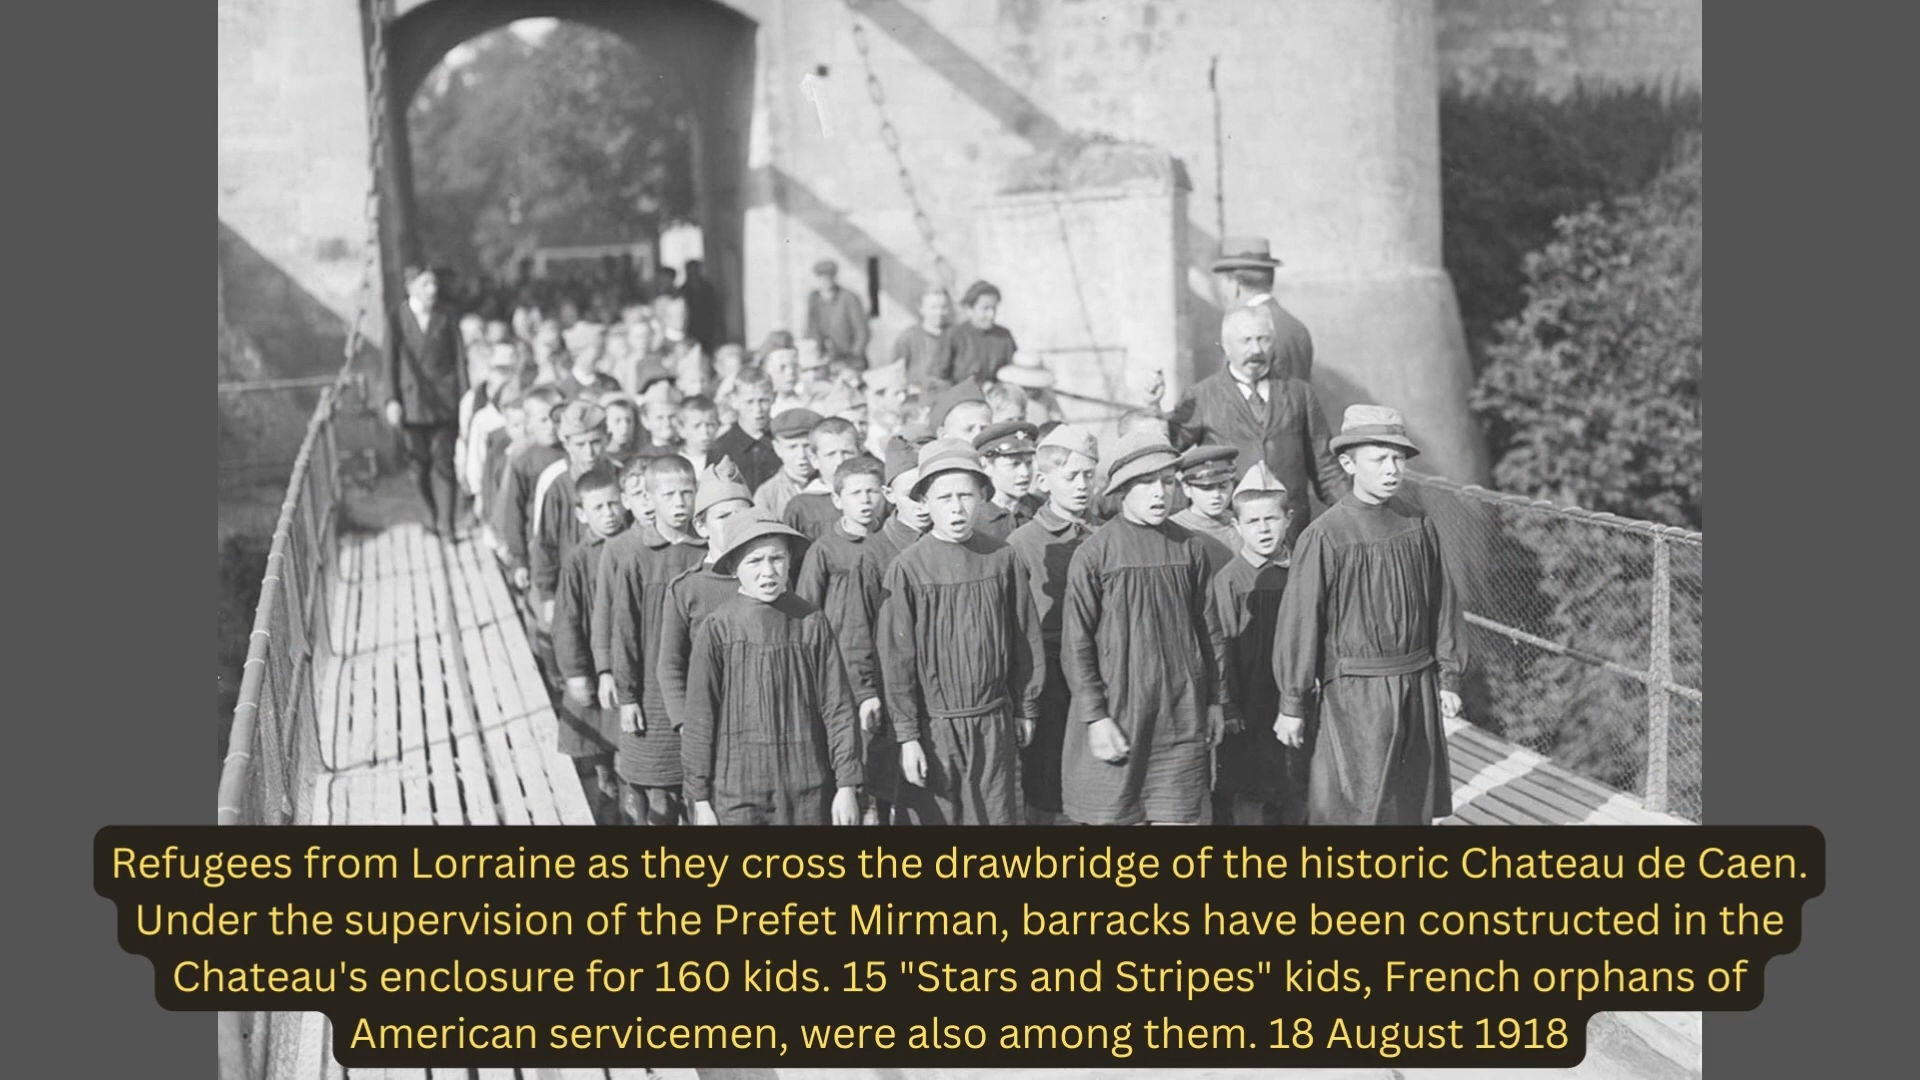 Refugees from Lorraine as they cross the drawbridge of the historic Chateau de Caen.
Under the supervision of the Prefet Mirman, barracks have been constructed in the
Chateau's enclosure for 160 kids. 15 "Stars and Stripes" kids, French orphans of
American servicemen, were also among them. 18 August 1918